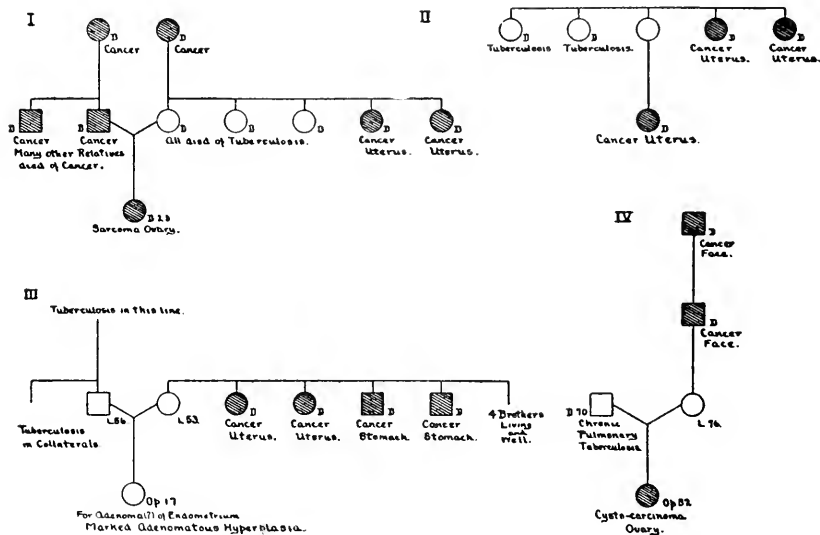 I
D
Cancer
D
Cancer
D
Cancer
D
Cancer
Many other Relatives
died of Cancer.
D
D
D
All died of Tuberculosis.
D
Cancer
Uterus.
D
Cancer
Uterus.
D 23
Sarcoma Ovary.
II
D
Tuberculosis
D
Tuberculosis.
D
Cancer
Uterus.
D
Cancer
Uterus.
D
Cancer Uterus.
III
Tuberculosis in this line.
Tuberculosis
in Collaterals.
L56.
L53.
D
Cancer
Uterus.
D
Cancer
Uterus.
D
Cancer
Stomach.
D
Cancer
Stomach.
4 Brothers
Living
and
Well.
Op 17
For Adenoma(?) of Endometrium
Marked Adenomatous Hyperplasia.
IV
D
Cancer
Face.
D
Cancer
Face.
D 70
Chronic
Pulmonary
Tuberculosis
L 76.
Op 52
Cysto-carcinoma
Ovary.